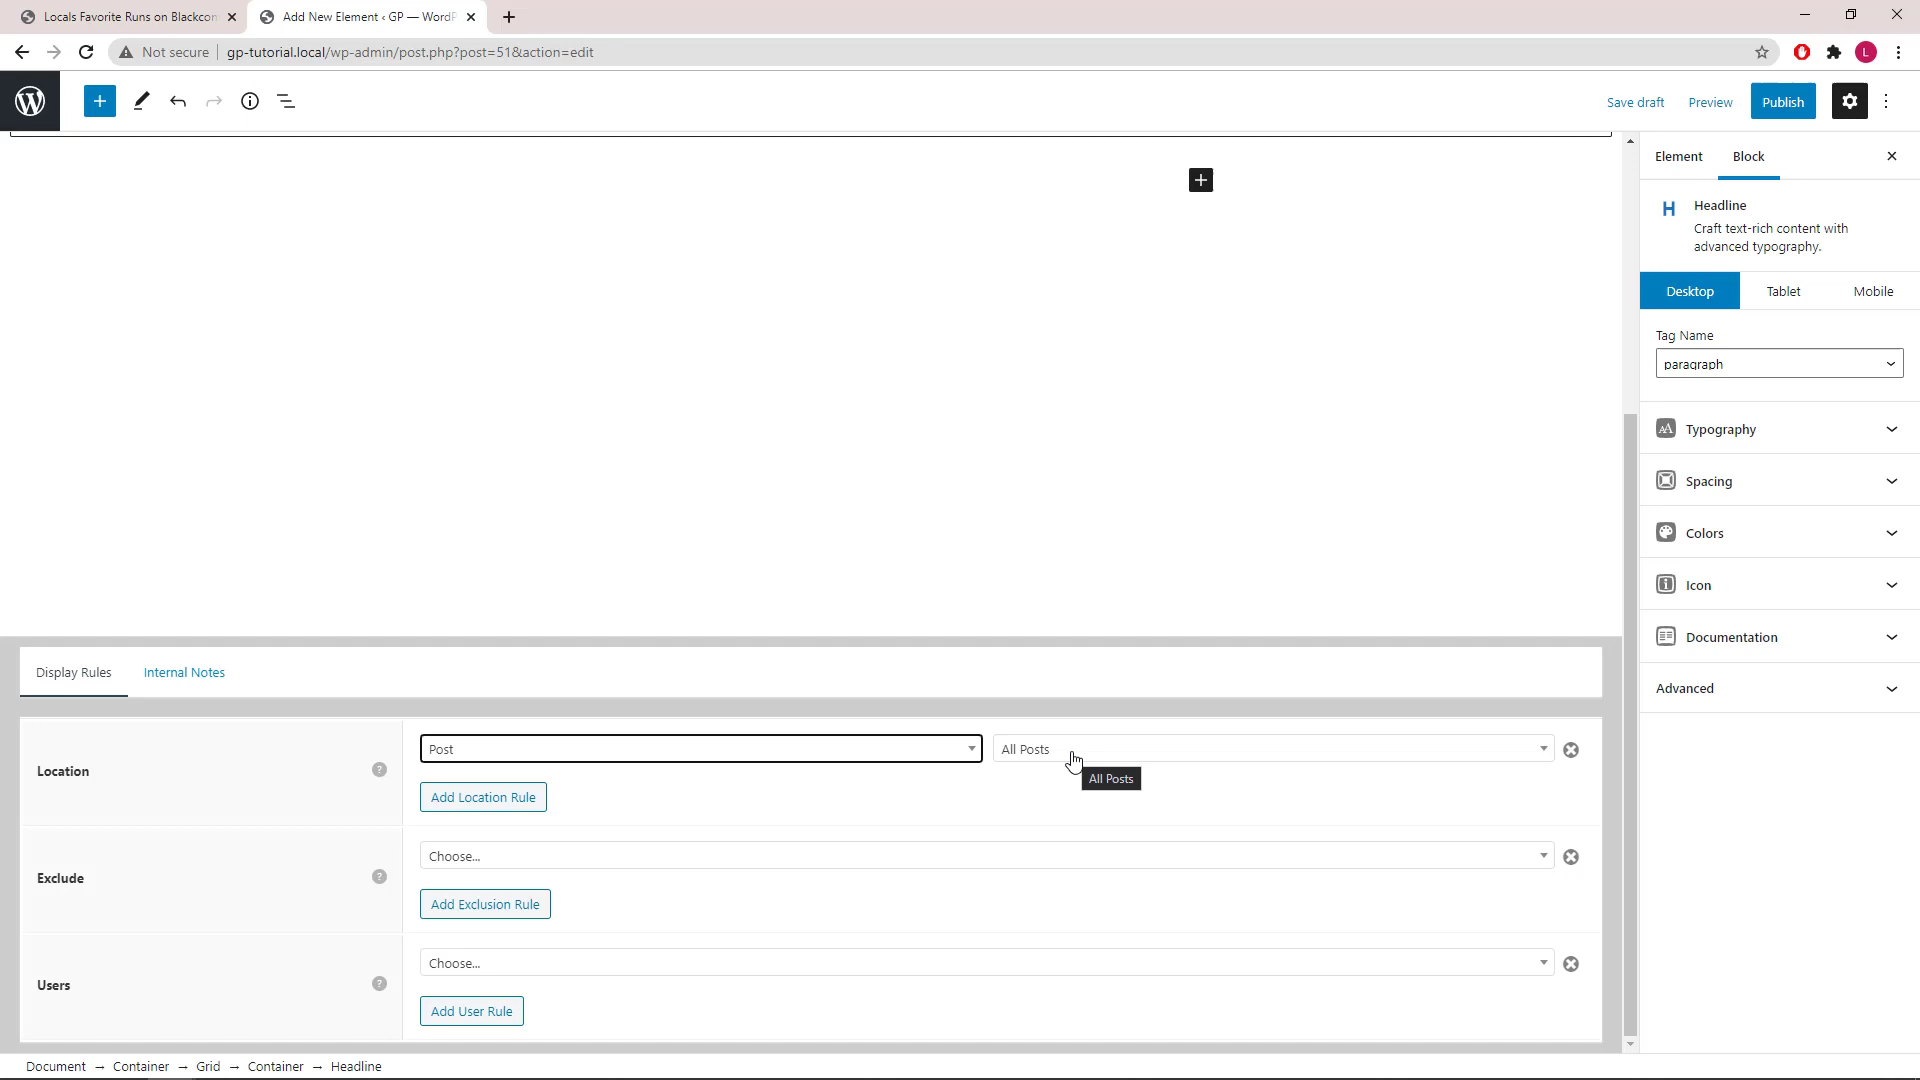 Locals Favorite Runs on Blackcom
Add New Element ‹ GP — WordP
Not secure
gp-tutorial.local/wp-admin/post.php?post=51&action=edit
L
Save draft
Preview
Publish
Element
Block
H
Headline
Craft text-rich content with
advanced typography.
Desktop
Tablet
Mobile
Tag Name
paragraph
Typography
Spacing
Colors
Icon
Documentation
Advanced
Display Rules
Internal Notes
Location
Post
All Posts
All Posts
Add Location Rule
Exclude
Choose...
Add Exclusion Rule
Users
Choose...
Add User Rule
Document → Container → Grid → Container → Headline